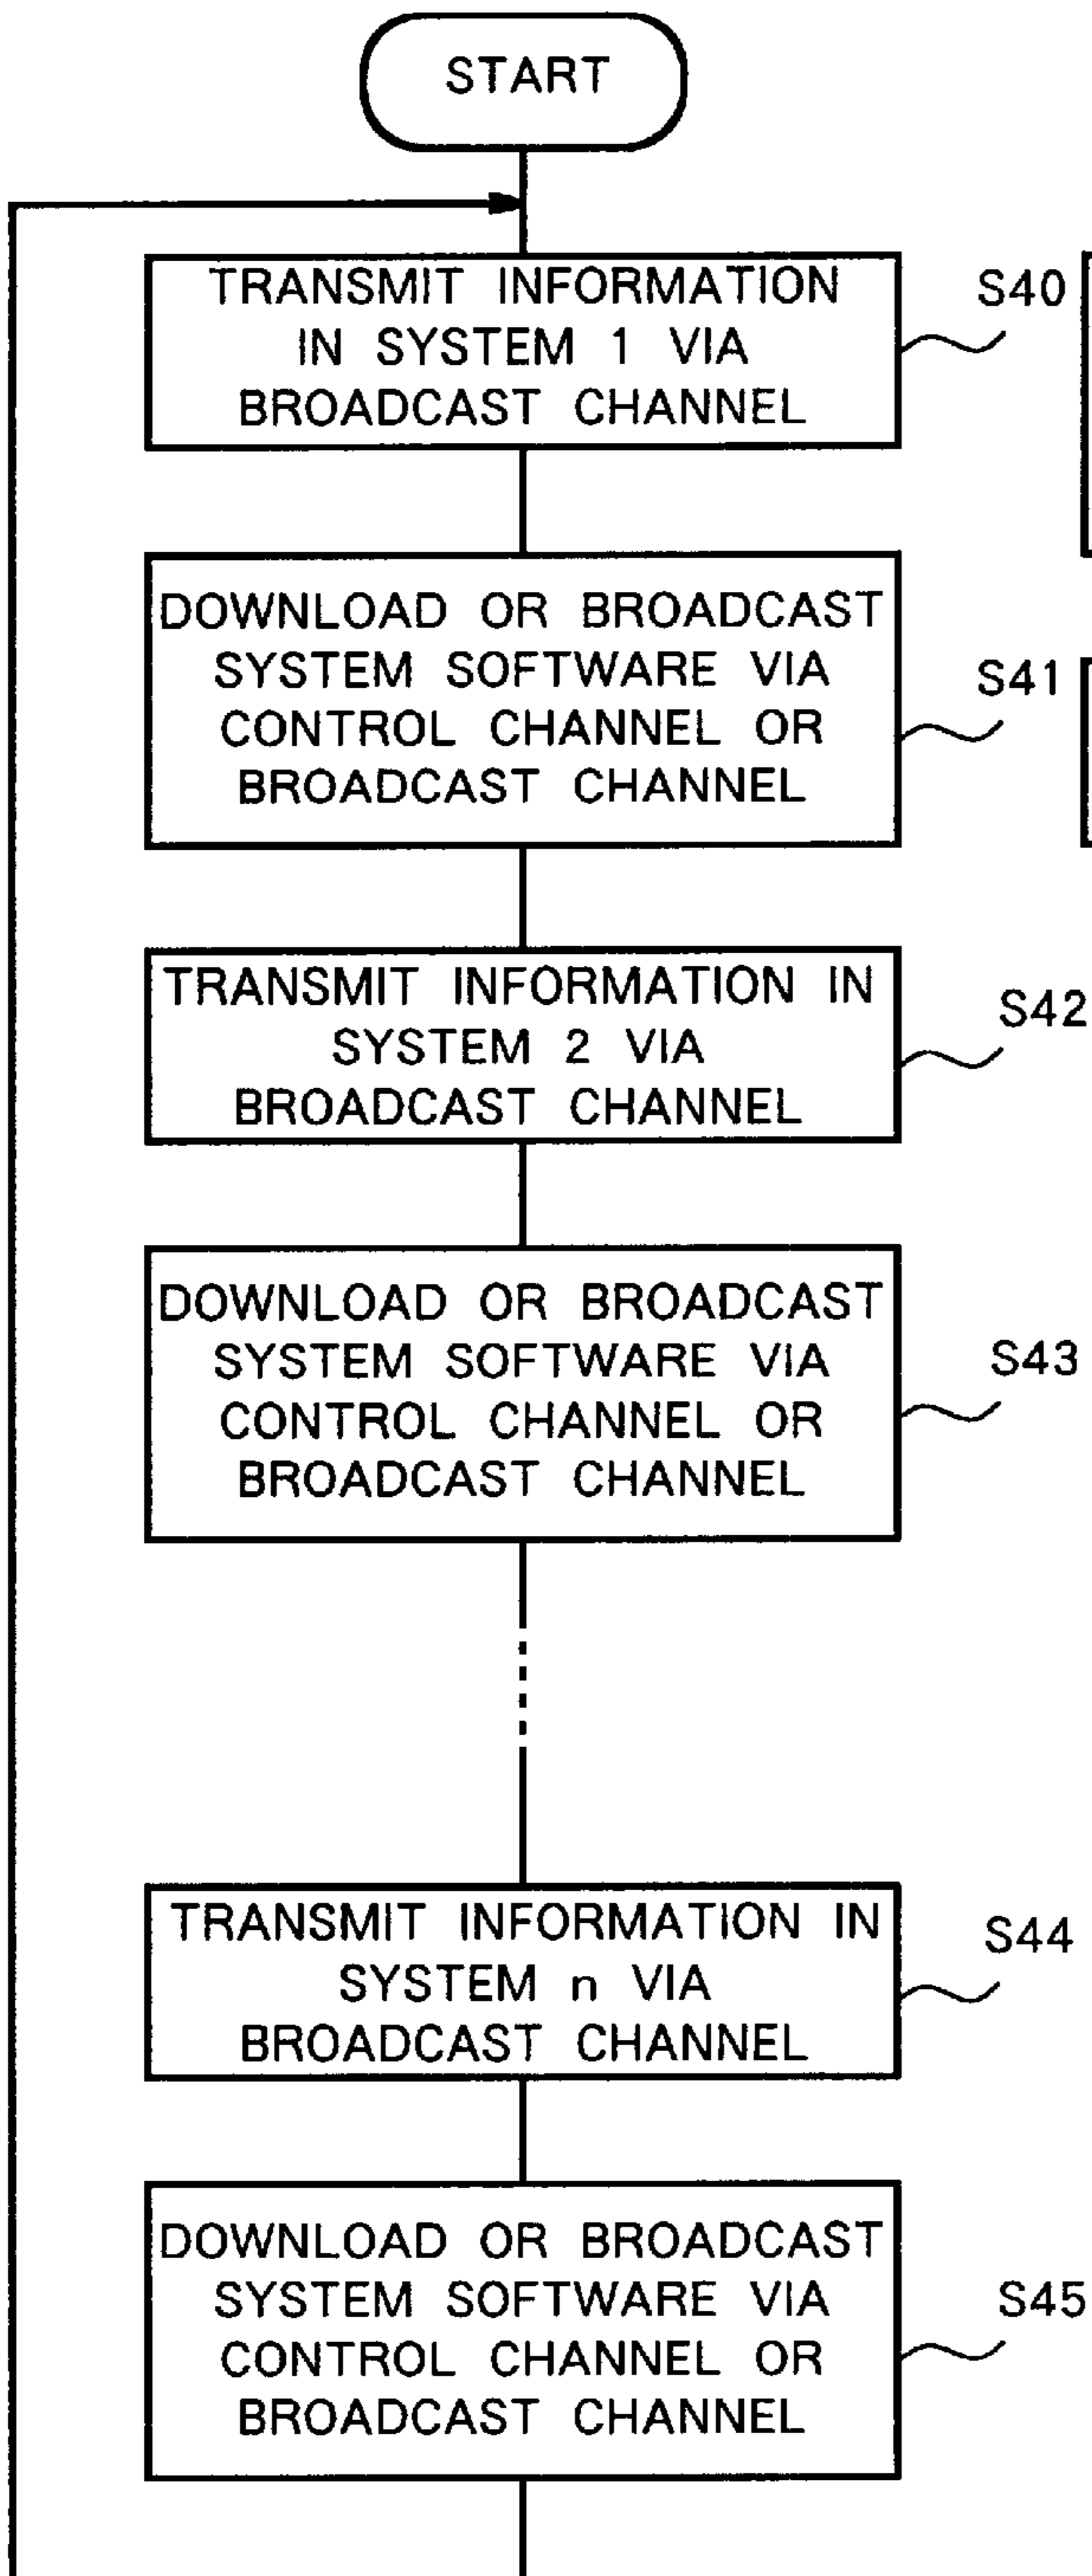 START
TRANSMIT INFORMATION
IN SYSTEM 1 VIA
BROADCAST CHANNEL
S40
DOWNLOAD OR BROADCAST
SYSTEM SOFTWARE VIA
CONTROL CHANNEL OR
BROADCAST CHANNEL
S41
TRANSMIT INFORMATION IN
SYSTEM 2 VIA
BROADCAST CHANNEL
S42
DOWNLOAD OR BROADCAST
SYSTEM SOFTWARE VIA
CONTROL CHANNEL OR
BROADCAST CHANNEL
S43
TRANSMIT INFORMATION IN
SYSTEM n VIA
BROADCAST CHANNEL
S44
DOWNLOAD OR BROADCAST
SYSTEM SOFTWARE VIA
CONTROL CHANNEL OR
BROADCAST CHANNEL
S45